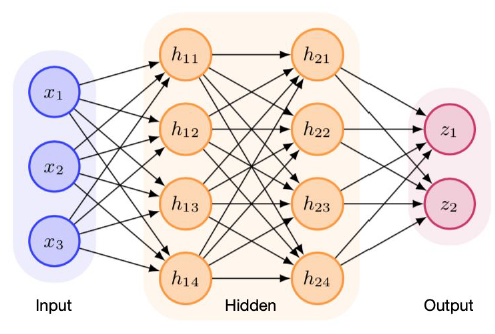 x₁
x₂
x₃
h₁₁
h₁₂
h₁₃
h₁₄
h₂₁
h₂₂
h₂₃
h₂₄
z₁
z₂
Input Hidden Output